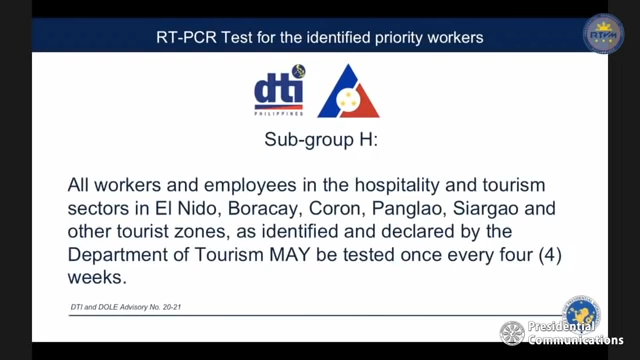 RT-PCR Test for the identified priority workers
RTVM
dti
PHILIPPINES
Sub-group H:
All workers and employees in the hospitality and tourism
sectors in El Nido, Boracay, Coron, Panglao, Siargao and
other tourist zones, as identified and declared by the
Department of Tourism MAY be tested once every four (4)
weeks.
DTI and DOLE Advisory No. 20-21
Presidential
Communications